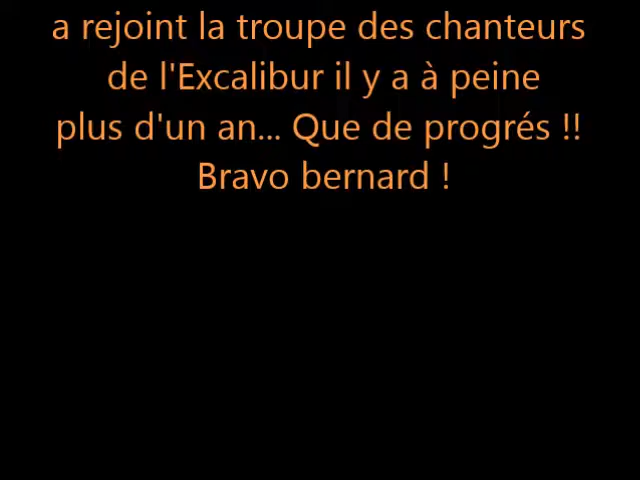 a rejoint la troupe des chanteurs
de l'Excalibur il y a à peine
plus d'un an... Que de progrés !!
Bravo bernard !